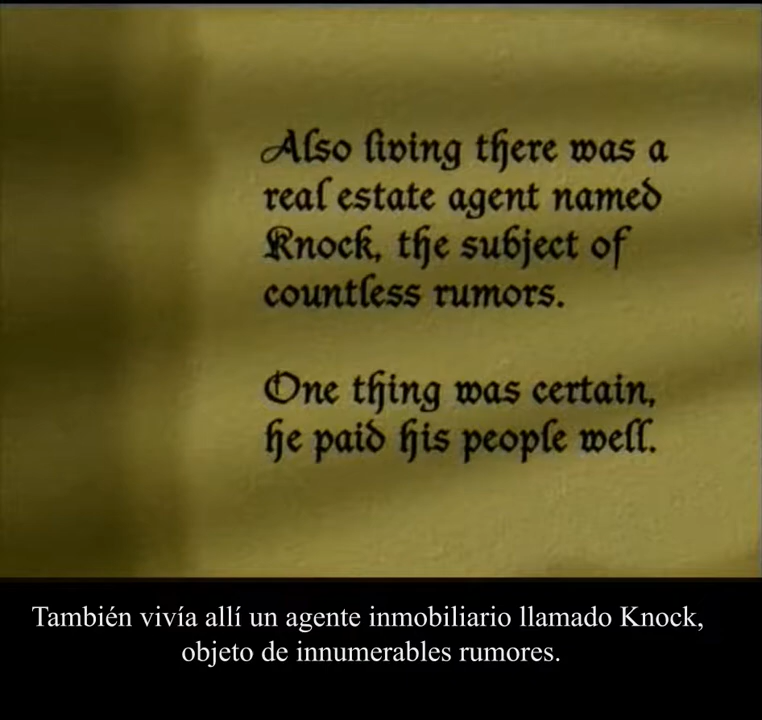 Also living there was a
real estate agent named
Knock, the subject of
countless rumors.
One thing was certain,
he paid his people well.
También vivía allí un agente inmobiliario llamado Knock,
objeto de innumerables rumores.